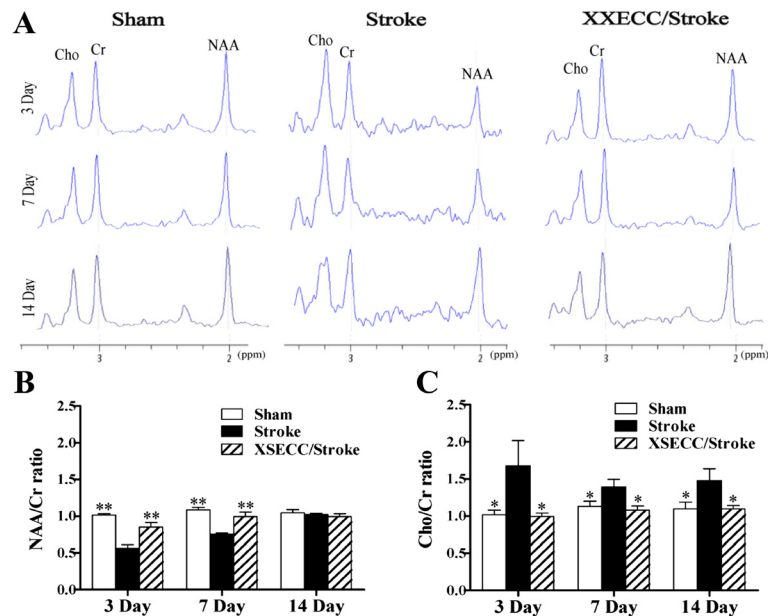 A
Sham Stroke XXECC/Stroke
Cho Cr NAA
Cho Cr NAA
Cho Cr NAA
3 Day
7 Day
14 Day
3 2 (ppm) 3 2 (ppm) 3 2 (ppm)
B
NAA/Cr ratio
2.5
2.0
1.5
1.0
0.5
0.0
Sham
Stroke
XSECC/Stroke
** ** ** **
3 Day 7 Day 14 Day
C
Cho/Cr ratio
2.5
2.0
1.5
1.0
0.5
0.0
Sham
Stroke
XSECC/Stroke
* * * * * *
3 Day 7 Day 14 Day